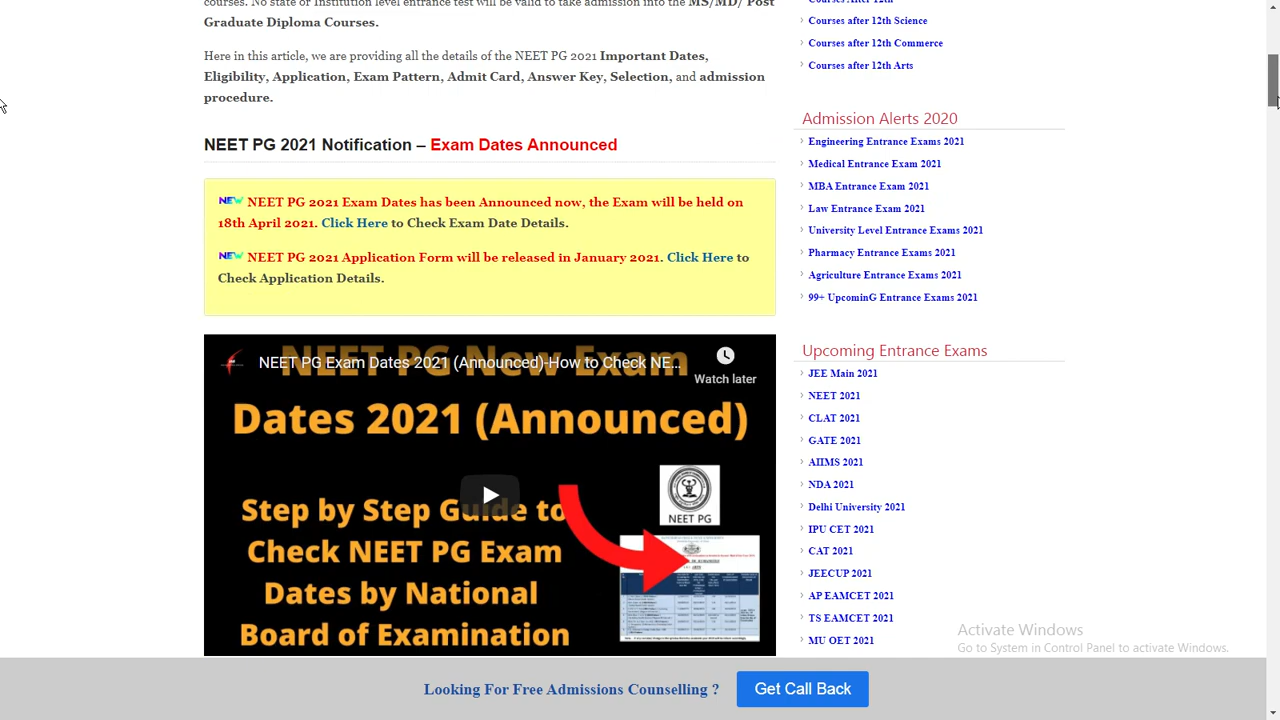 courses. No state or Institution level entrance test will be valid to take admission into the MS/MD/ Post
Graduate Diploma Courses.
Here in this article, we are providing all the details of the NEET PG 2021 Important Dates,
Eligibility, Application, Exam Pattern, Admit Card, Answer Key, Selection, and admission
procedure.
NEET PG 2021 Notification – Exam Dates Announced
NEW NEET PG 2021 Exam Dates has been Announced now, the Exam will be held on
18th April 2021. Click Here to Check Exam Date Details.
NEW NEET PG 2021 Application Form will be released in January 2021. Click Here to
Check Application Details.
NEET PG Exam Dates 2021 (Announced)-How to Check NE...
Watch later
NEET PG New Exam
Dates 2021 (Announced)
Step by Step Guide to
Check NEET PG Exam
Dates by National
Board of Examination
NEET PG
Courses After 12th
Courses after 12th Science
Courses after 12th Commerce
Courses after 12th Arts
Admission Alerts 2020
Engineering Entrance Exams 2021
Medical Entrance Exam 2021
MBA Entrance Exam 2021
Law Entrance Exam 2021
University Level Entrance Exams 2021
Pharmacy Entrance Exams 2021
Agriculture Entrance Exams 2021
99+ UpcominG Entrance Exams 2021
Upcoming Entrance Exams
JEE Main 2021
NEET 2021
CLAT 2021
GATE 2021
AIIMS 2021
NDA 2021
Delhi University 2021
IPU CET 2021
CAT 2021
JEECUP 2021
AP EAMCET 2021
TS EAMCET 2021
MU OET 2021
Activate Windows
Go to System in Control Panel to activate Windows.
Looking For Free Admissions Counselling ?
Get Call Back